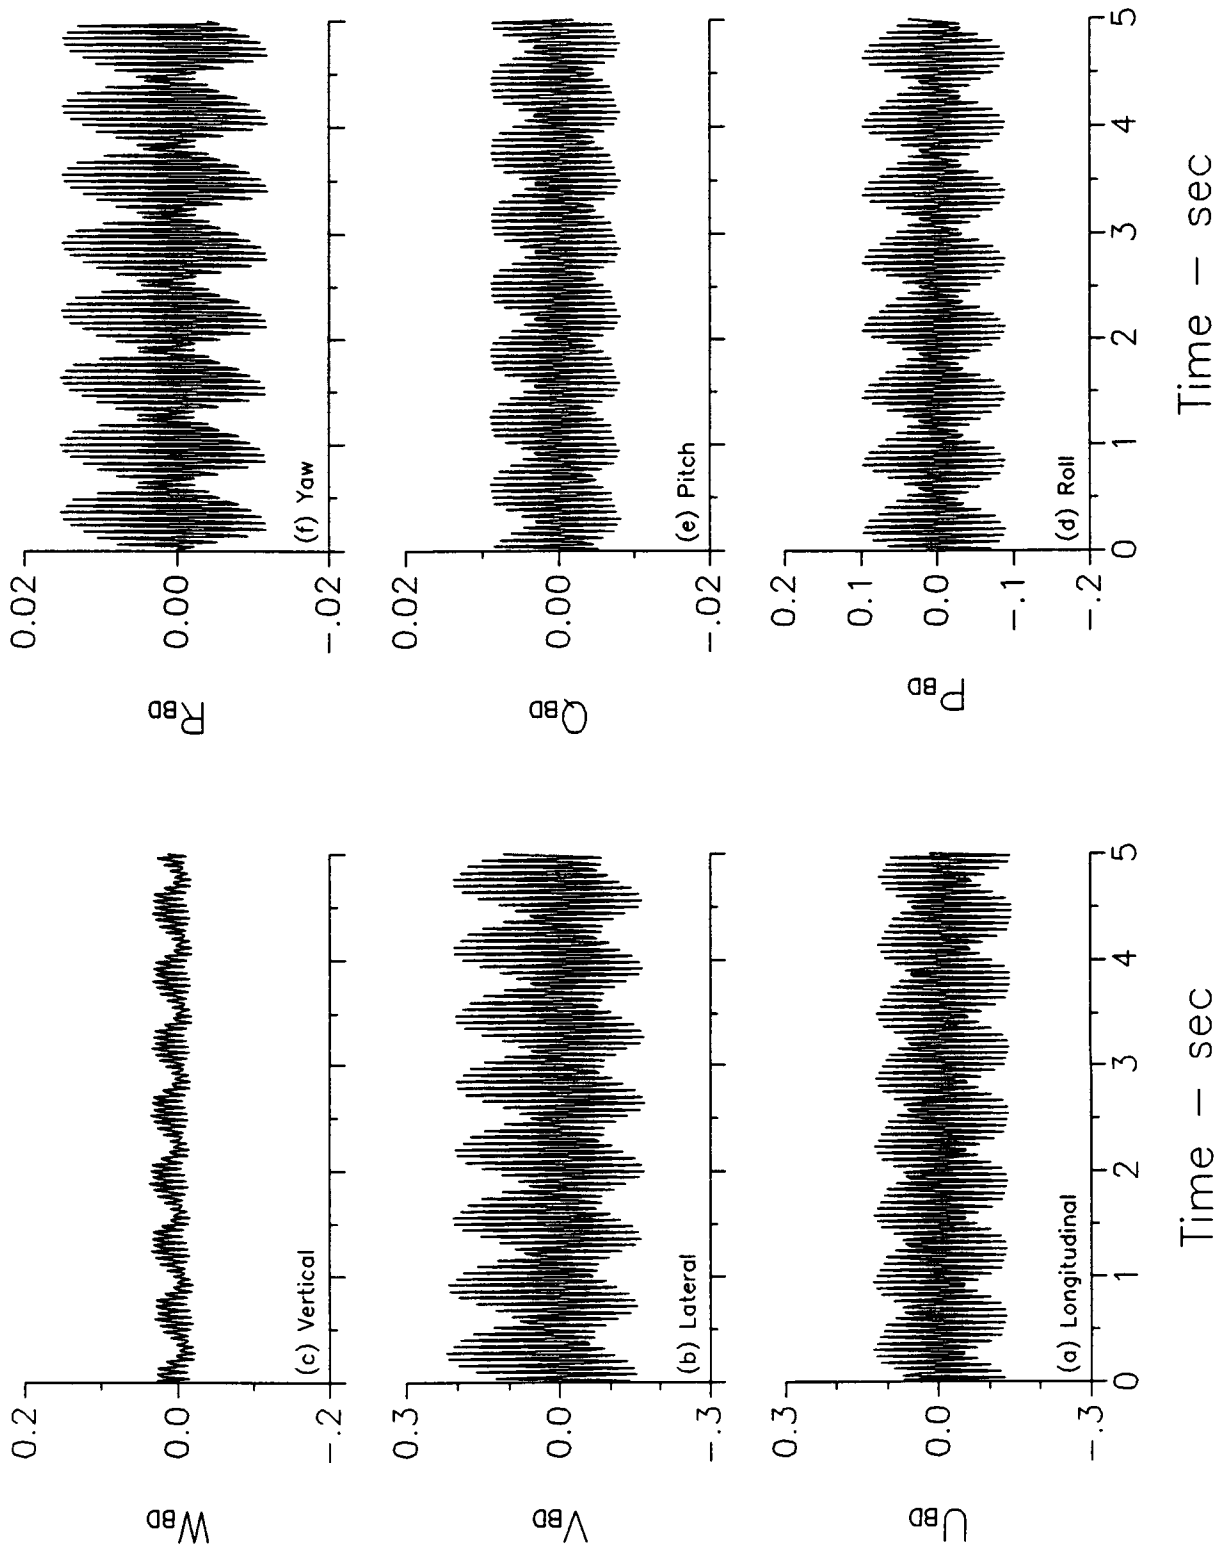 0.2
0.0
-.2
W_BD
(c) Vertical
0.3
0.0
-.3
V_BD
(b) Lateral
0.3
0.0
-.3
U_BD
(a) Longitudinal
0 1 2 3 4 5
Time – sec
0.02
0.00
-.02
R_BD
(f) Yaw
0.02
0.00
-.02
Q_BD
(e) Pitch
0.2
0.1
0.0
-.1
-.2
P_BD
(d) Roll
0 1 2 3 4 5
Time – sec